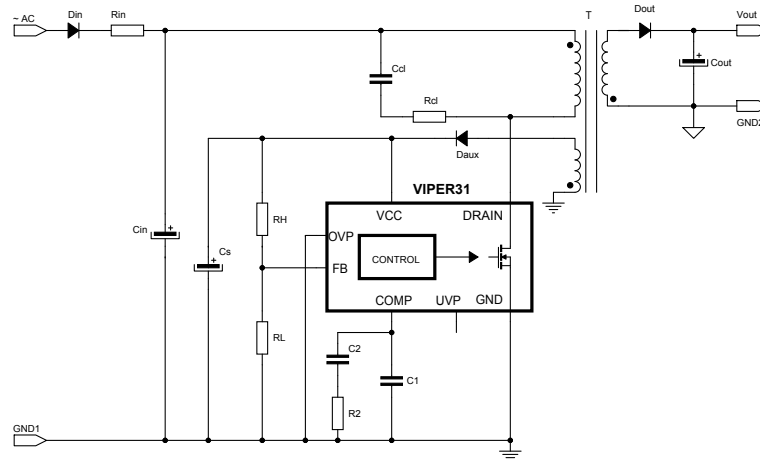 ~ AC
Din
Rin
T
Dout
Vout
Ccl
+
Cout
Rcl
GND2
Daux
VIPER31
VCC
DRAIN
RH
+
Cin
OVP
+
Cs
CONTROL
FB
COMP
UVP
GND
RL
C2
C1
R2
GND1